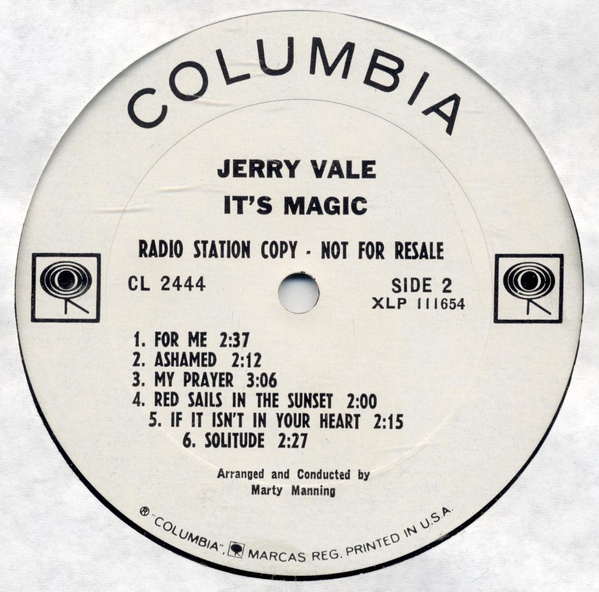 COLUMBIA
JERRY VALE
IT'S MAGIC
RADIO STATION COPY - NOT FOR RESALE
CL 2444
SIDE 2
XLP 111654
1. FOR ME 2:37
2. ASHAMED 2:12
3. MY PRAYER 3:06
4. RED SAILS IN THE SUNSET 2:00
5. IF IT ISN'T IN YOUR HEART 2:15
6. SOLITUDE 2:27
Arranged and Conducted by
Marty Manning
® "COLUMBIA", MARCAS REG. PRINTED IN U.S.A.